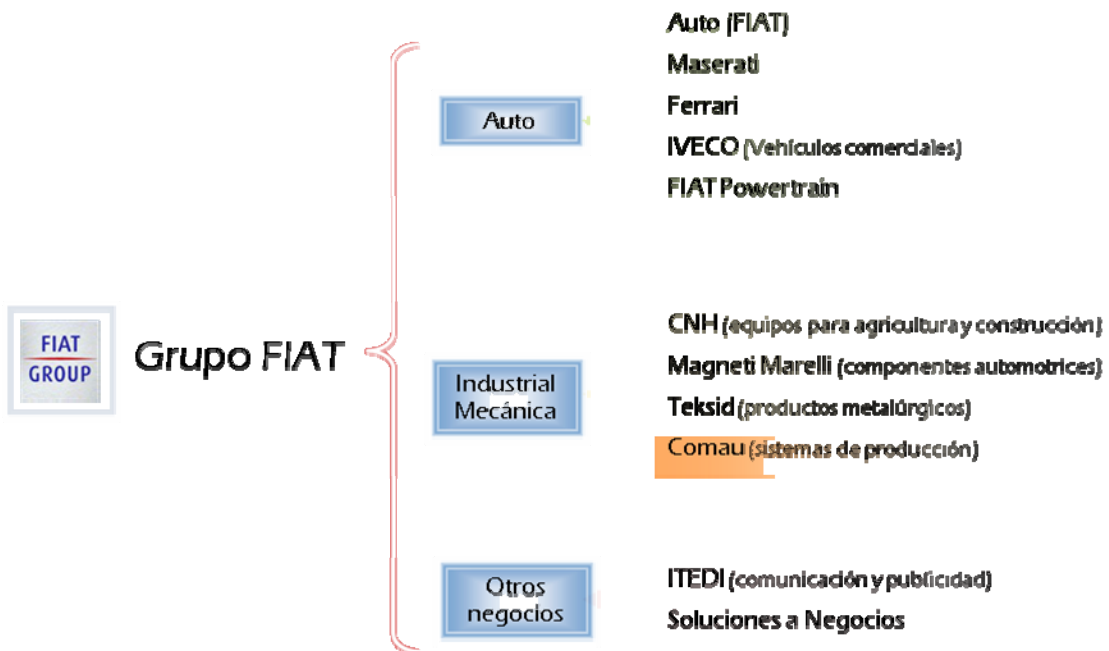 Auto (FIAT)
Maserati
Ferrari
Auto
IVECO (Vehículos comerciales)
FIAT Powertrain
FIAT
GROUP
Grupo FIAT
CNH (equipos para agricultura y construcción)
Magneti Marelli (componentes automotrices)
Industrial
Mecánica
Teksid (productos metalúrgicos)
Comau (sistemas de producción)
Otros
negocios
ITEDI (comunicación y publicidad)
Soluciones a Negocios